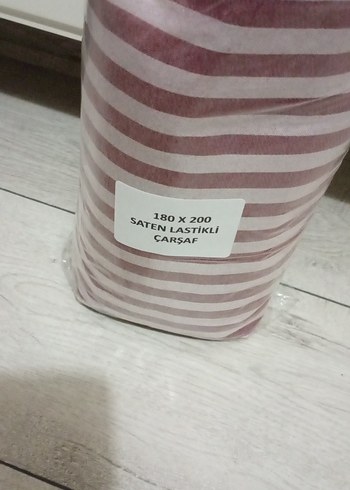 180 X 200
SATEN LASTİKLİ
ÇARŞAF